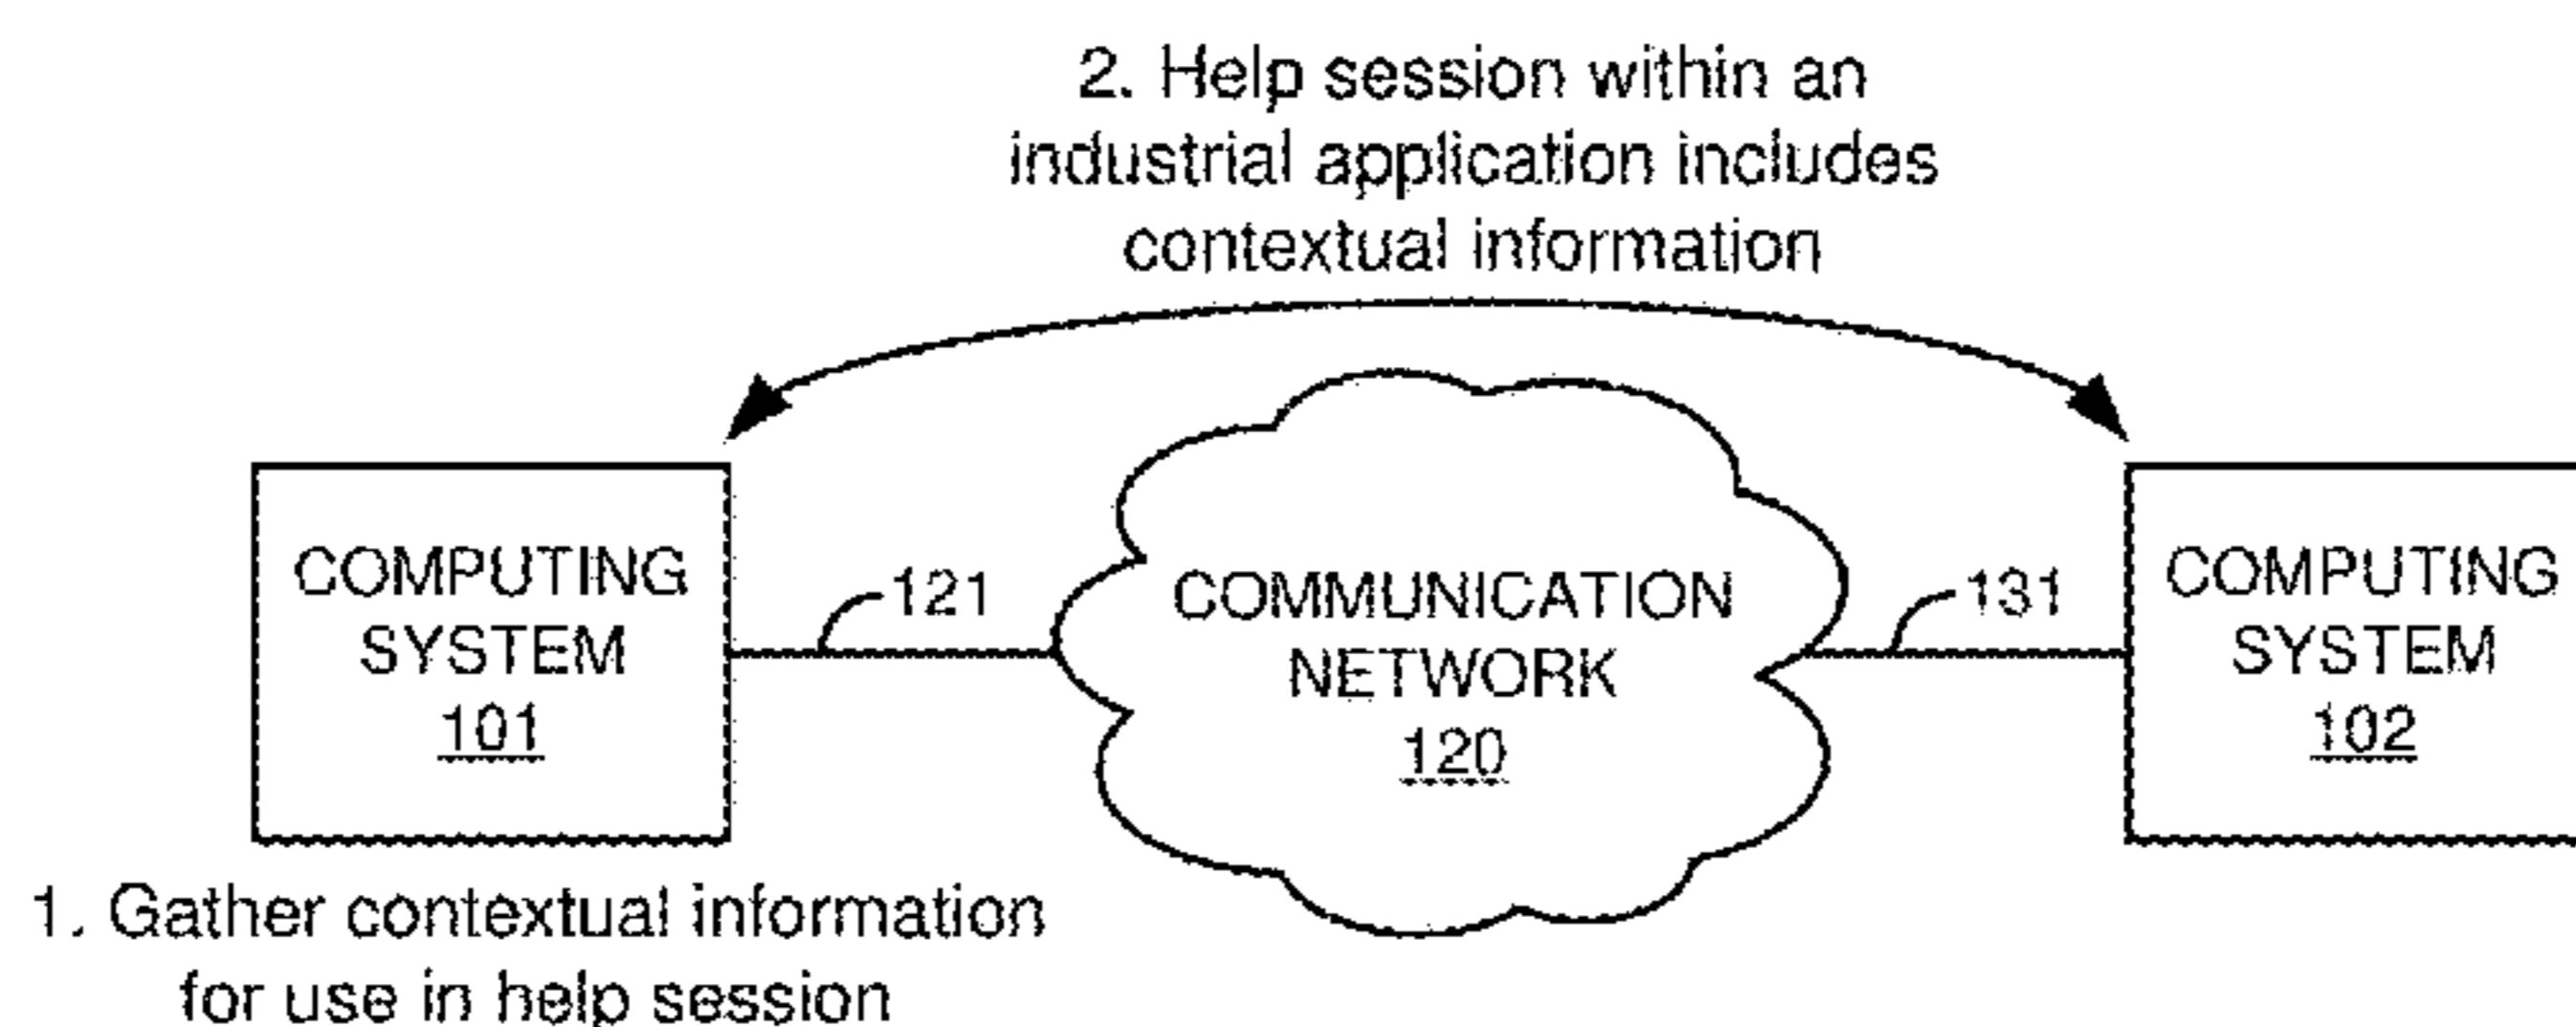 2. Help session within an
industrial application includes
contextual information
COMPUTING
SYSTEM
101
121
COMMUNICATION
NETWORK
120
131
COMPUTING
SYSTEM
102
1. Gather contextual information
for use in help session